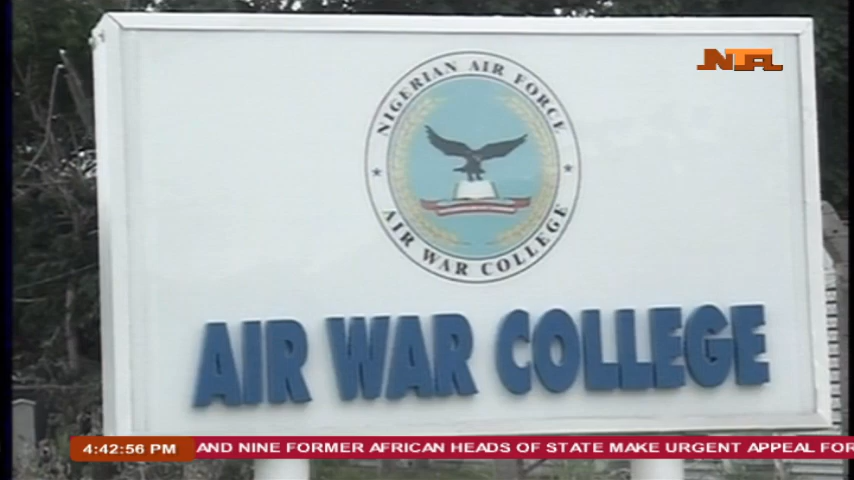 NTA
NIGERIAN AIR FORCE
AIR WAR COLLEGE
AIR WAR COLLEGE
4:42:56 PM
AND NINE FORMER AFRICAN HEADS OF STATE MAKE URGENT APPEAL FOR